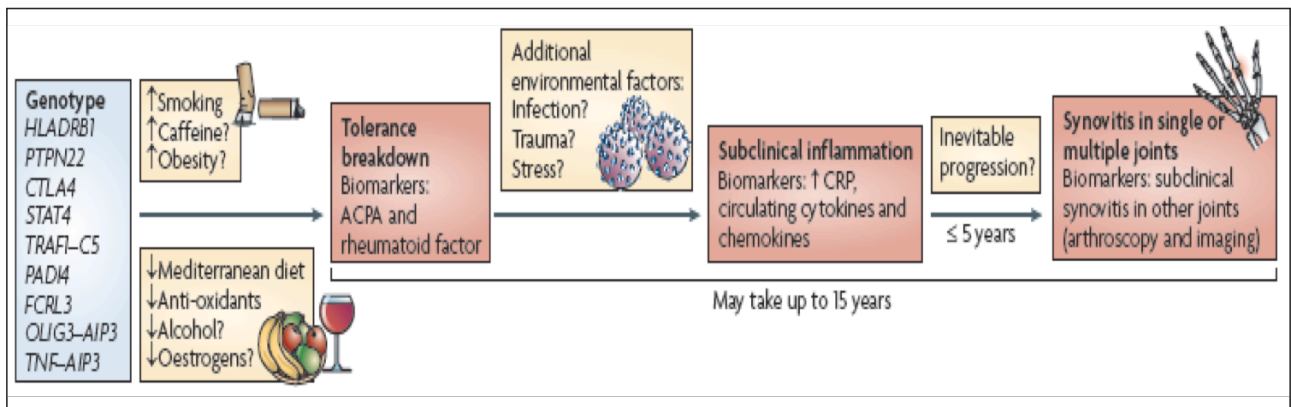 Genotype
HLADRB1
PTPN22
CTLA4
STAT4
TRAF1–C5
PADI4
FCRL3
OLIG3–AIP3
TNF–AIP3
↑Smoking
↑Caffeine?
↑Obesity?
↓Mediterranean diet
↓Anti-oxidants
↓Alcohol?
↓Oestrogens?
Tolerance
breakdown
Biomarkers:
ACPA and
rheumatoid factor
Additional
environmental factors:
Infection?
Trauma?
Stress?
Subclinical inflammation
Biomarkers: ↑ CRP,
circulating cytokines and
chemokines
Inevitable
progression?
≤ 5 years
Synovitis in single or
multiple joints
Biomarkers: subclinical
synovitis in other joints
(arthroscopy and imaging)
May take up to 15 years